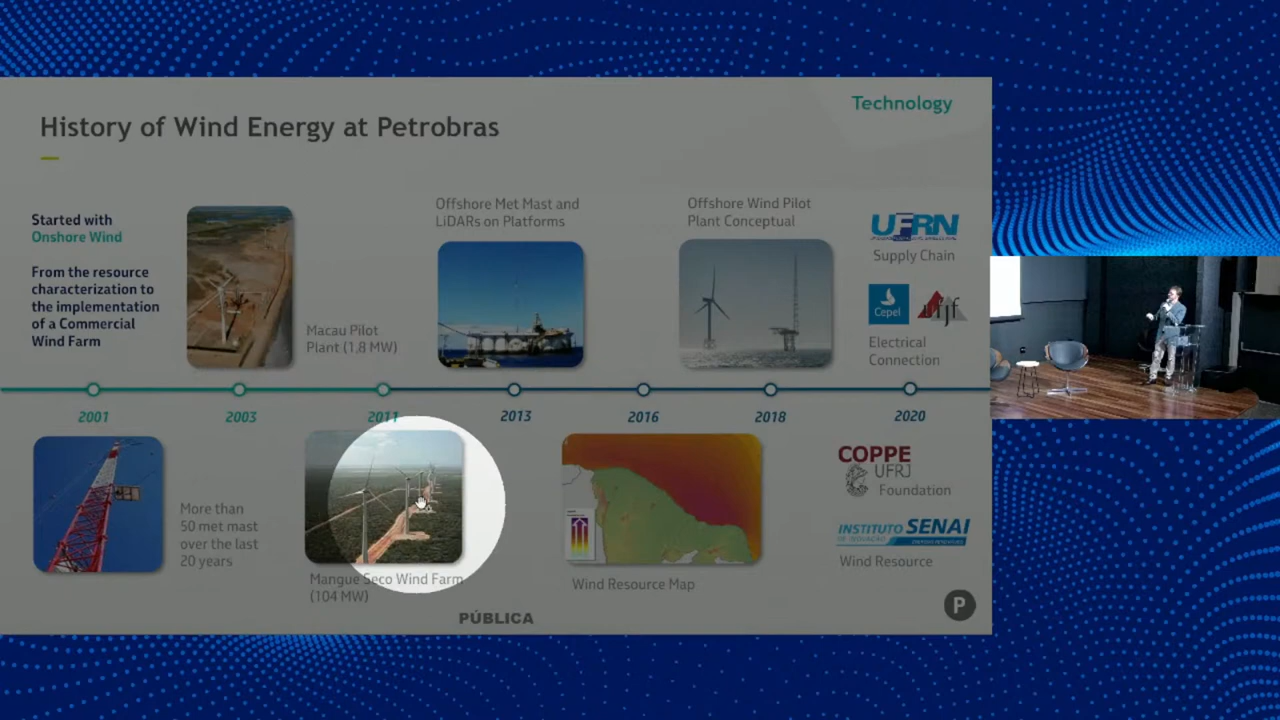 Technology
History of Wind Energy at Petrobras
Started with
Onshore Wind
From the resource
characterization to
the implementation
of a Commercial
Wind Farm
Macau Pilot
Plant (1,8 MW)
Offshore Met Mast and
LiDARs on Platforms
Offshore Wind Pilot
Plant Conceptual
UFRN
Supply Chain
Cepel
ufjf
Electrical
Connection
2001
2003
2011
2013
2016
2018
2020
More than
50 met mast
over the last
20 years
Mangue Seco Wind Farm
(104 MW)
Wind Resource Map
COPPE
UFRJ
Foundation
INSTITUTO SENAI
DE INOVAÇÃO
Wind Resource
PÚBLICA
P